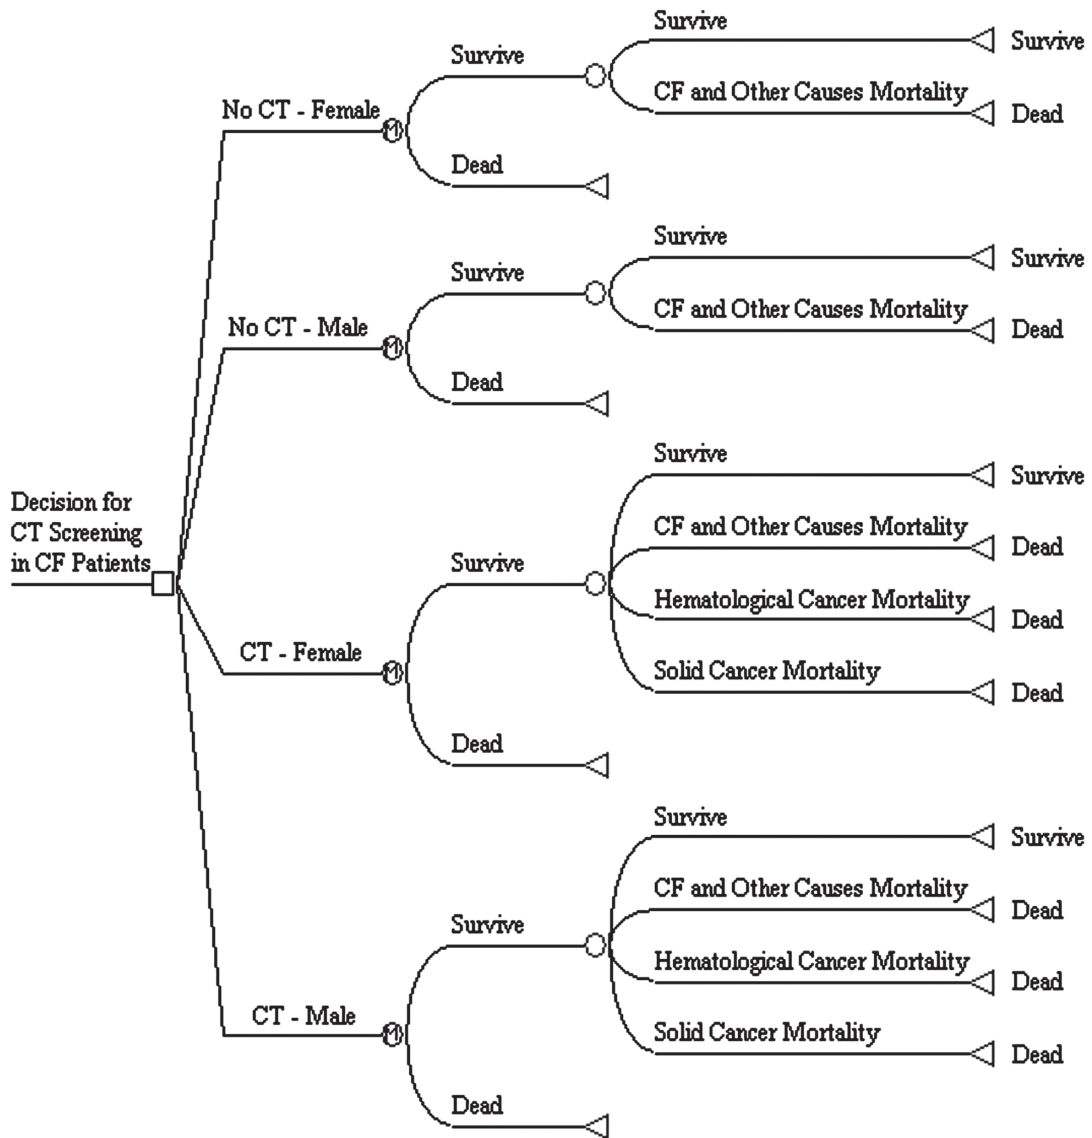 Survive
Survive
Survive
CF and Other Causes Mortality
Dead
No CT - Female
M
Dead
Survive
Survive
Survive
CF and Other Causes Mortality
Dead
No CT - Male
M
Dead
Survive
Survive
Decision for
CT Screening
in CF Patients
CF and Other Causes Mortality
Dead
Survive
Hematological Cancer Mortality
Dead
CT - Female
M
Solid Cancer Mortality
Dead
Dead
Survive
Survive
CF and Other Causes Mortality
Dead
Survive
Hematological Cancer Mortality
Dead
CT - Male
M
Solid Cancer Mortality
Dead
Dead